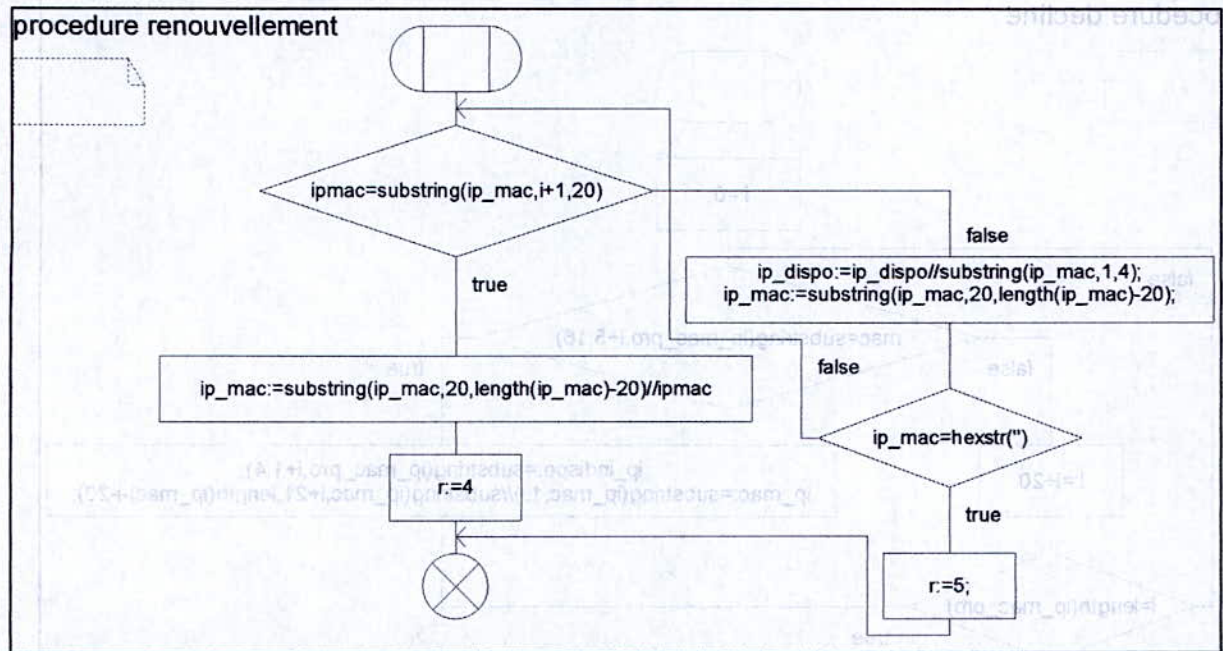 procedure renouvellement
ipmac=substring(ip_mac,i+1,20)
false
true
ip_dispo:=ip_dispo//substring(ip_mac,1,4);
ip_mac:=substring(ip_mac,20,length(ip_mac)-20);
false
ip_mac:=substring(ip_mac,20,length(ip_mac)-20)//ipmac
ip_mac=hexstr('')
r:=4
true
r:=5;